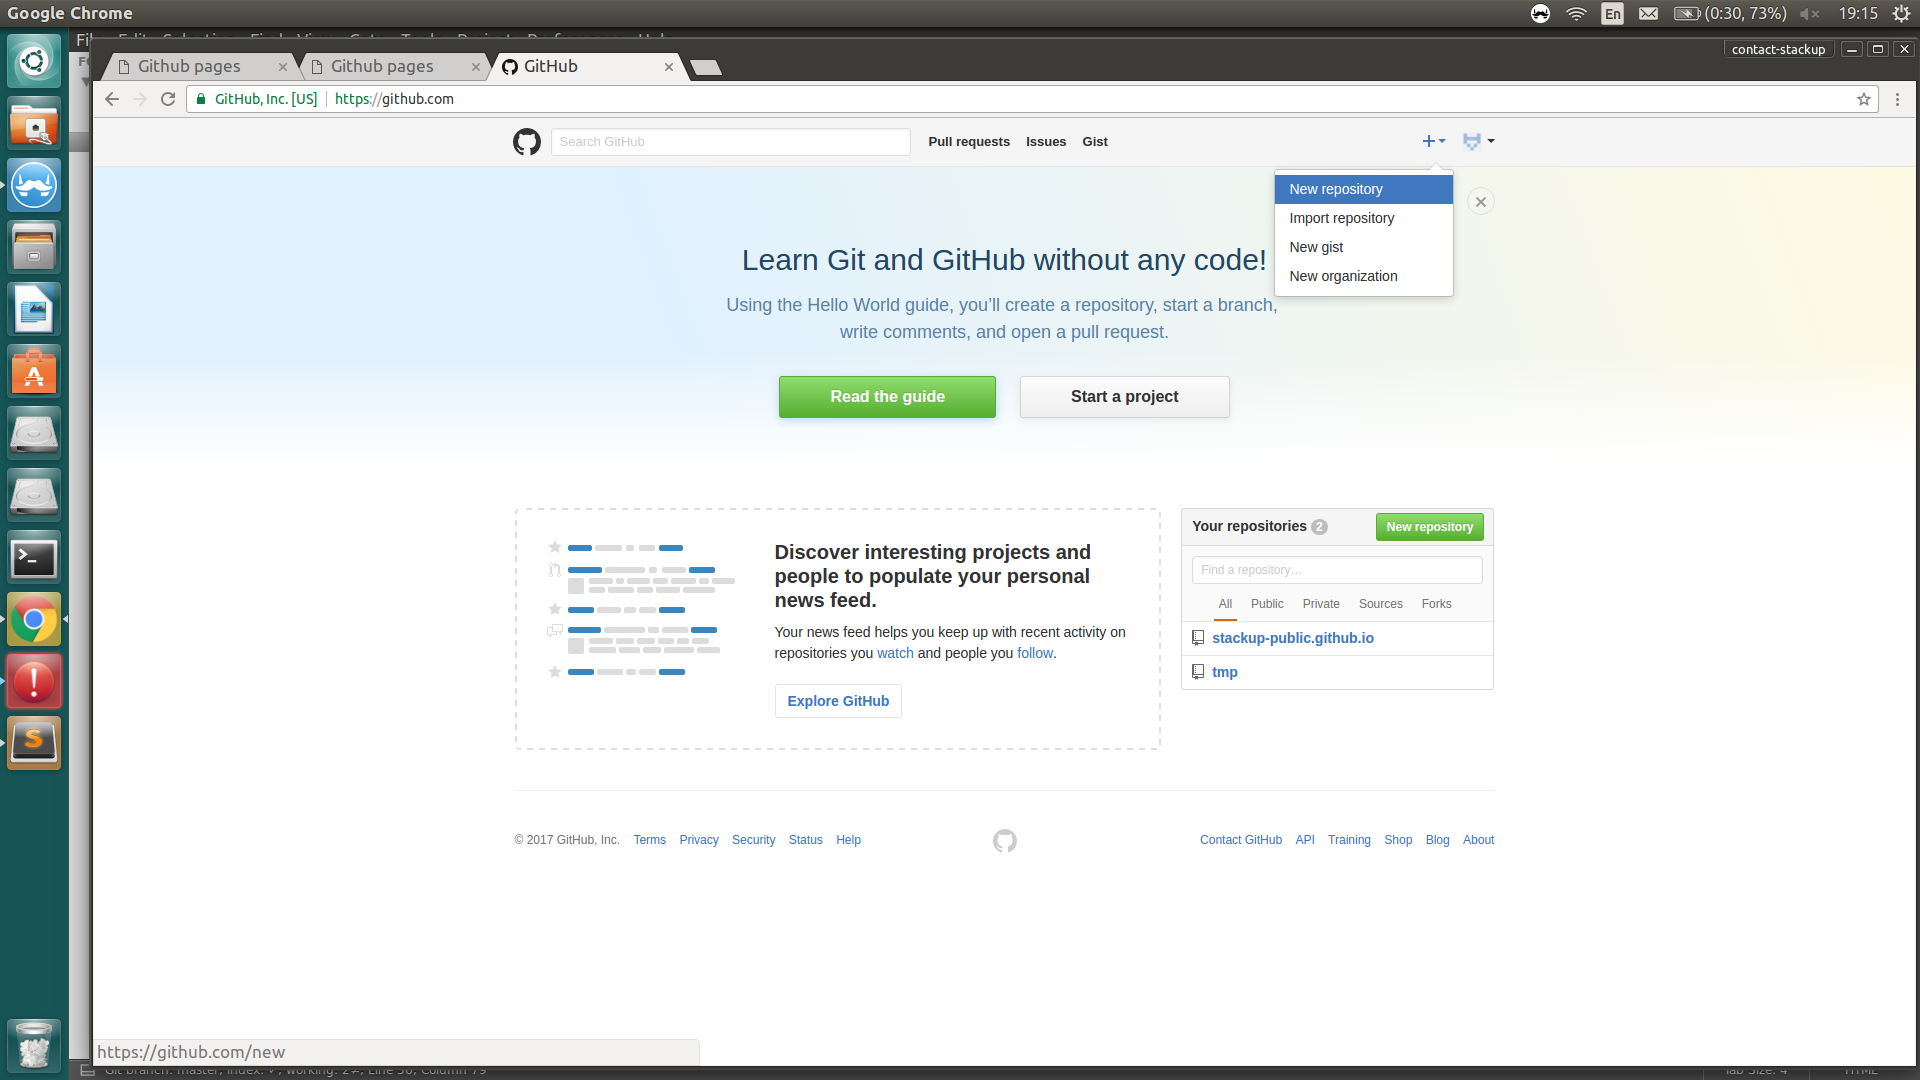 Google Chrome
En
(0:30, 73%)
19:15
contact-stackup
Github pages
Github pages
GitHub
GitHub, Inc. [US]
https://github.com
Search GitHub
Pull requests
Issues
Gist
New repository
Import repository
New gist
New organization
Learn Git and GitHub without any code!
Using the Hello World guide, you’ll create a repository, start a branch,
write comments, and open a pull request.
Read the guide
Start a project
Discover interesting projects and
people to populate your personal
news feed.
Your news feed helps you keep up with recent activity on
repositories you watch and people you follow.
Explore GitHub
Your repositories 2
New repository
Find a repository…
All
Public
Private
Sources
Forks
stackup-public.github.io
tmp
© 2017 GitHub, Inc.
Terms
Privacy
Security
Status
Help
Contact GitHub
API
Training
Shop
Blog
About
https://github.com/new